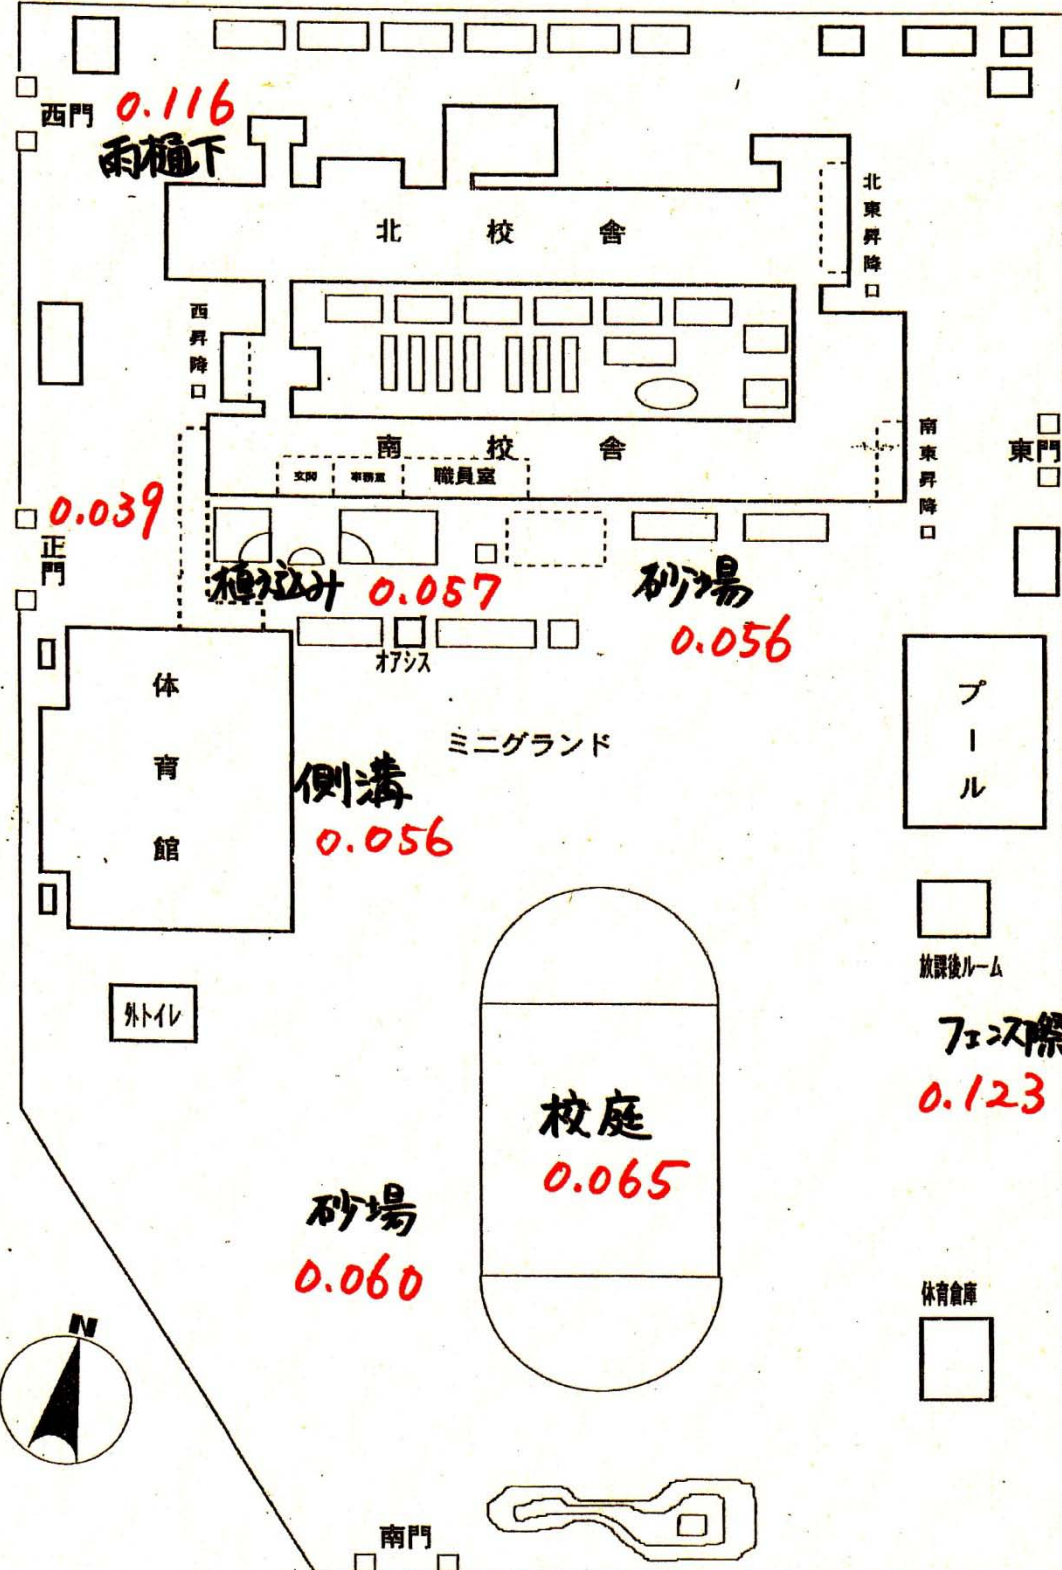 西門 0.116
雨樋下
北校舎
北東昇降口
西昇降口
南校舎
玄関 事務室 職員室
南東昇降口
東門
0.039
正門
植え込み 0.057
砂場
0.056
オアシス
体育館
ミニグランド
プール
側溝
0.056
放課後ルーム
外トイレ
フェンス際
0.123
校庭
0.065
砂場
0.060
体育倉庫
N
南門